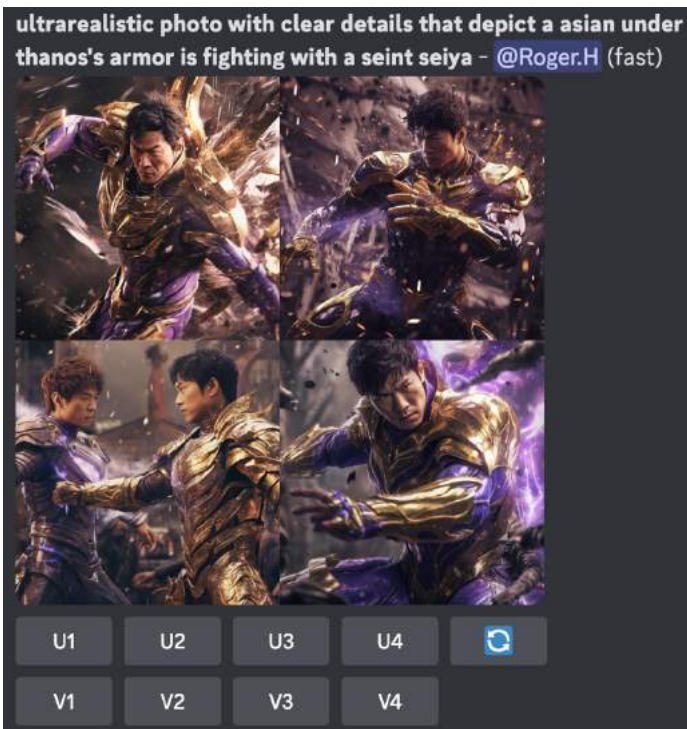 ultrarealistic photo with clear details that depict a asian under
thanos's armor is fighting with a seint seiya - @Roger.H (fast)
U1 U2 U3 U4
V1 V2 V3 V4